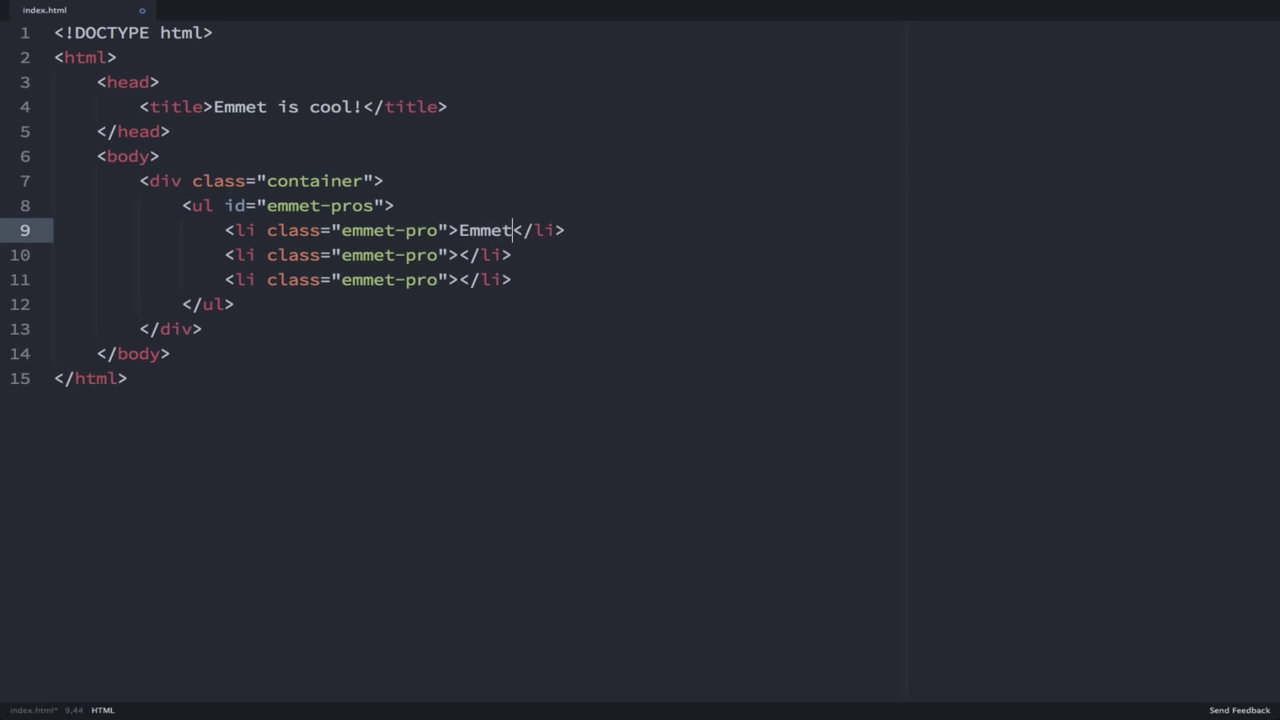 index.html
1 <!DOCTYPE html>
2 <html>
3     <head>
4         <title>Emmet is cool!</title>
5     </head>
6     <body>
7         <div class="container">
8             <ul id="emmet-pros">
9                 <li class="emmet-pro">Emmet</li>
10                 <li class="emmet-pro"></li>
11                 <li class="emmet-pro"></li>
12             </ul>
13         </div>
14     </body>
15 </html>
index.html* 9,44 HTML Send Feedback